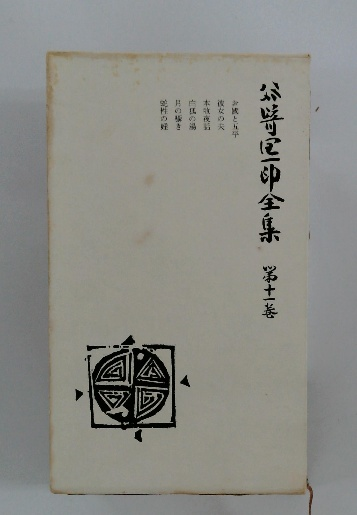 谷崎潤一郎全集 第十一巻
お國と五平
彼女の夫
本牧夜話
白狐の湯
月の囁き
蛇性の婬